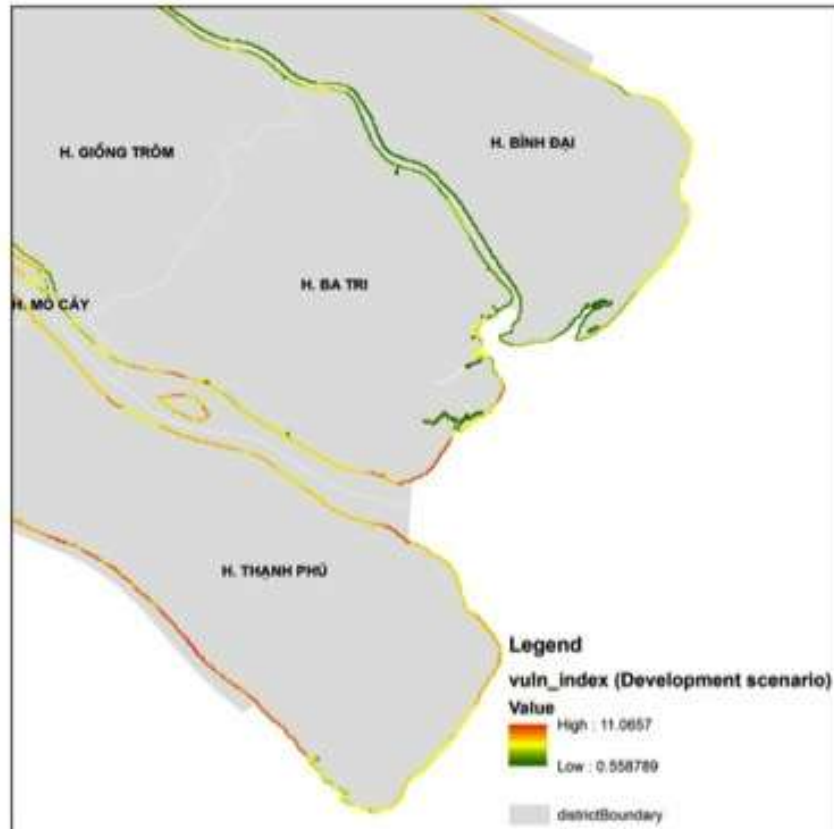 H. GIỒNG TRÔM
H. BÌNH ĐẠI
H. BA TRI
H. MỎ CÀY
H. THẠNH PHÚ
Legend
vuln_index (Development scenario)
Value
High : 11.0657
Low : 0.558789
districtBoundary